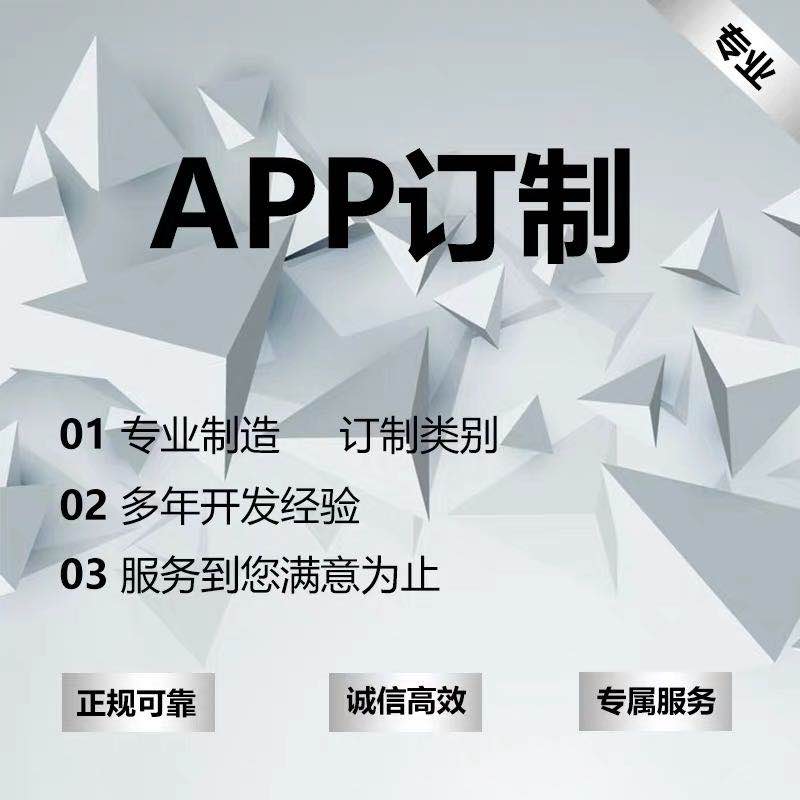 专业
APP订制
01 专业制造 订制类别
02 多年开发经验
03 服务到您满意为止
正规可靠 诚信高效 专属服务